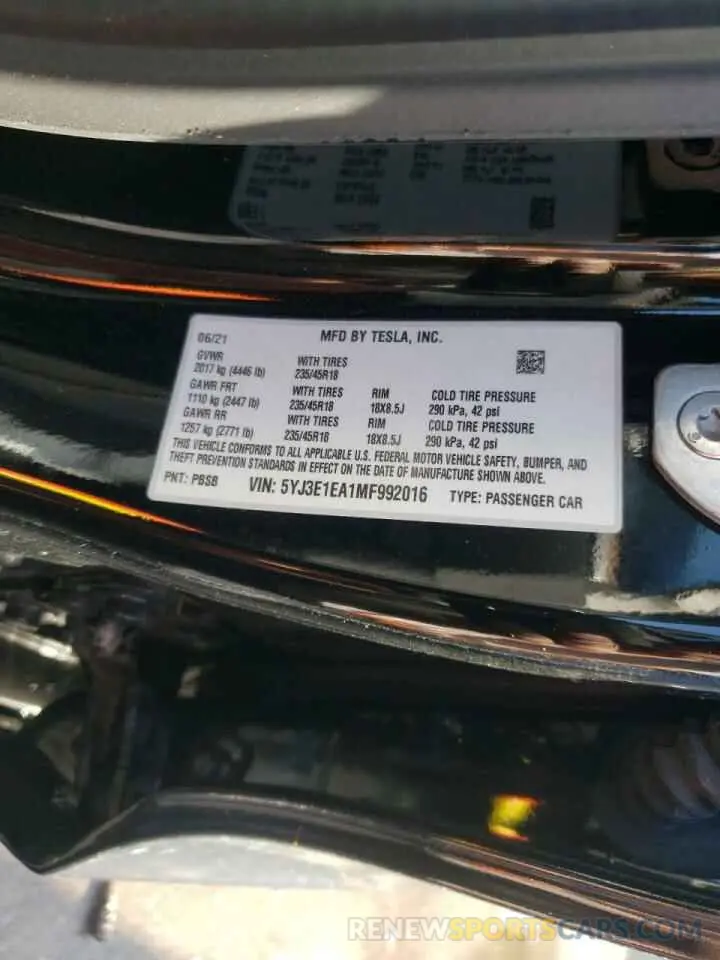 06/21 MFD BY TESLA, INC.
GVWR
2017 kg (4446 lb) WITH TIRES 235/45R18
GAWR FRT
1110 kg (2447 lb) WITH TIRES 235/45R18 RIM 18X8.5J COLD TIRE PRESSURE 290 kPa, 42 psi
GAWR RR
1257 kg (2771 lb) WITH TIRES 235/45R18 RIM 18X8.5J COLD TIRE PRESSURE 290 kPa, 42 psi
THIS VEHICLE CONFORMS TO ALL APPLICABLE U.S. FEDERAL MOTOR VEHICLE SAFETY, BUMPER, AND
THEFT PREVENTION STANDARDS IN EFFECT ON THE DATE OF MANUFACTURE SHOWN ABOVE.
PNT: PBSB VIN: 5YJ3E1EA1MF992016 TYPE: PASSENGER CAR
RENEWSPORTSCARS.COM